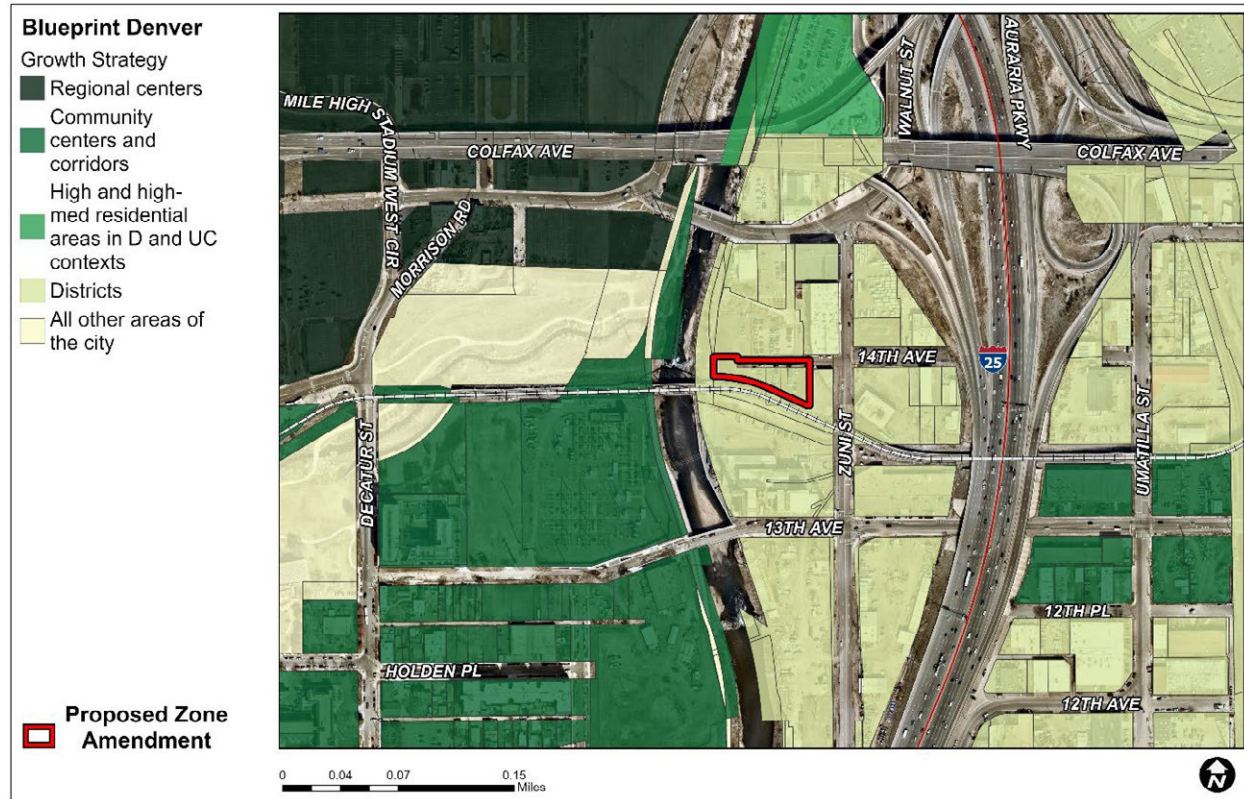 Blueprint Denver
Growth Strategy
Regional centers
Community
centers and
corridors
High and high-
med residential
areas in D and UC
contexts
Districts
All other areas of
the city
Proposed Zone
Amendment
MILE HIGH STADIUM WEST CIR
COLFAX AVE
WALNUT ST
AURARIA PKWY
COLFAX AVE
MORRISON RD
14TH AVE
25
DECATUR ST
ZUNI ST
UMATILLA ST
13TH AVE
12TH PL
HOLDEN PL
12TH AVE
0 0.04 0.07 0.15
Miles
N